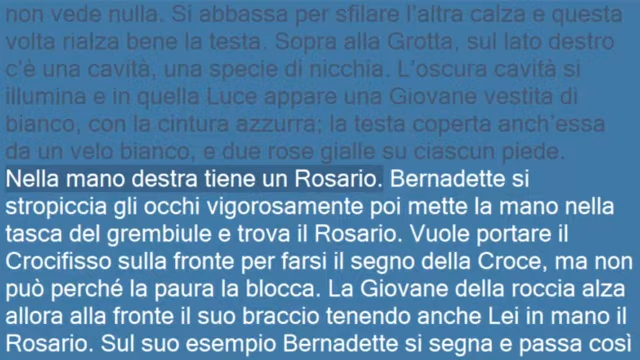 non vede nulla. Si abbassa per sfilare l'altra calza e questa
volta rialza bene la testa. Sopra alla Grotta, sul lato destro
c'è una cavità, una specie di nicchia. L'oscura cavità si
illumina e in quella Luce appare una Giovane vestita di
bianco, con la cintura azzurra; la testa coperta anch'essa
da un velo bianco, e due rose gialle su ciascun piede.
Nella mano destra tiene un Rosario. Bernadette si
stropiccia gli occhi vigorosamente poi mette la mano nella
tasca del grembiule e trova il Rosario. Vuole portare il
Crocifisso sulla fronte per farsi il segno della Croce, ma non
può perché la paura la blocca. La Giovane della roccia alza
allora alla fronte il suo braccio tenendo anche Lei in mano il
Rosario. Sul suo esempio Bernadette si segna e passa così